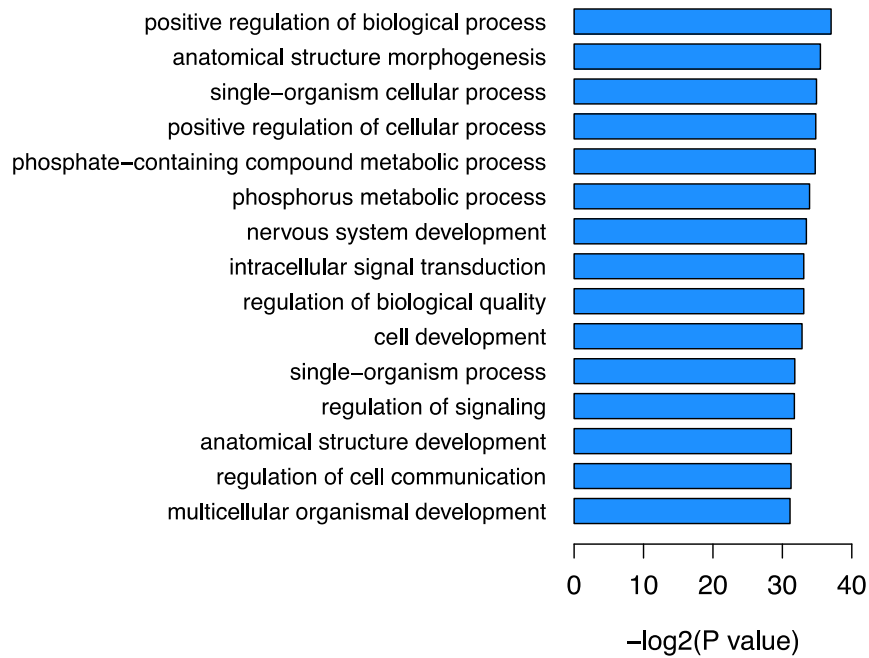 positive regulation of biological process
anatomical structure morphogenesis
single−organism cellular process
positive regulation of cellular process
phosphate−containing compound metabolic process
phosphorus metabolic process
nervous system development
intracellular signal transduction
regulation of biological quality
cell development
single−organism process
regulation of signaling
anatomical structure development
regulation of cell communication
multicellular organismal development
0 10 20 30 40
−log2(P value)